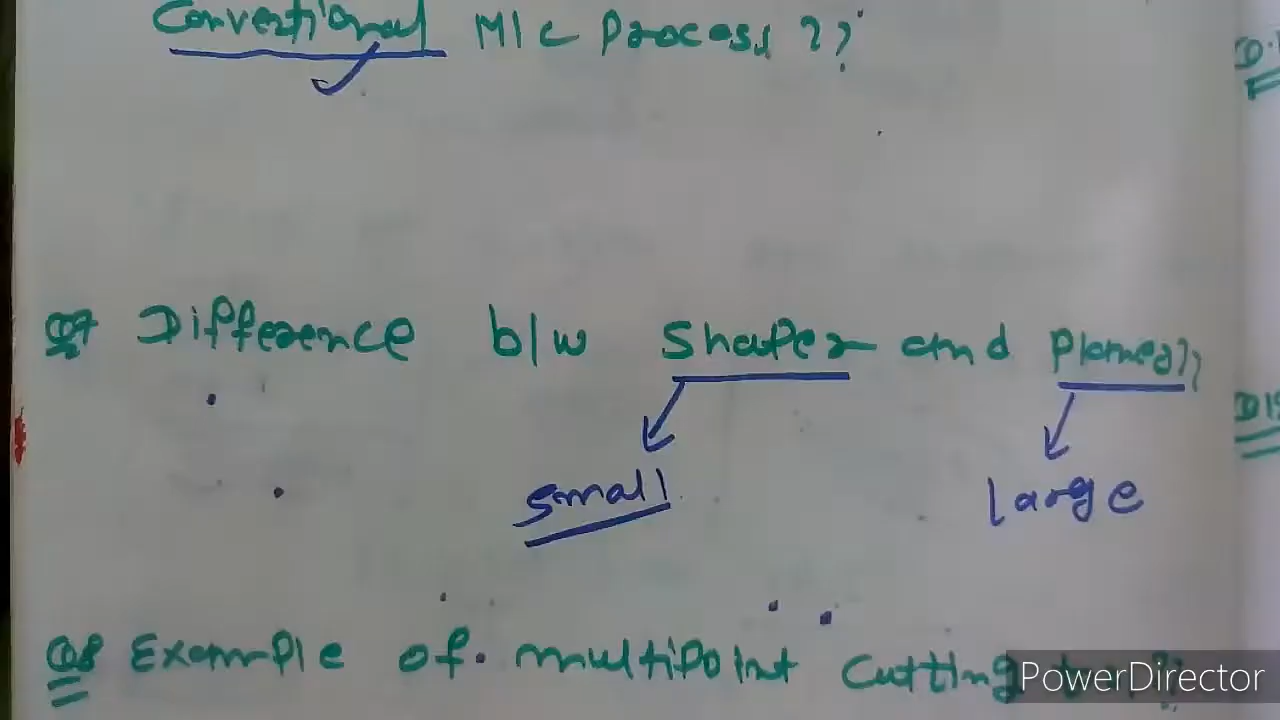 Conventional M/c Process ??
Q7 Difference b/w Shaper and Planer??
small
large
Q8 Example of multipoint cutting
PowerDirector